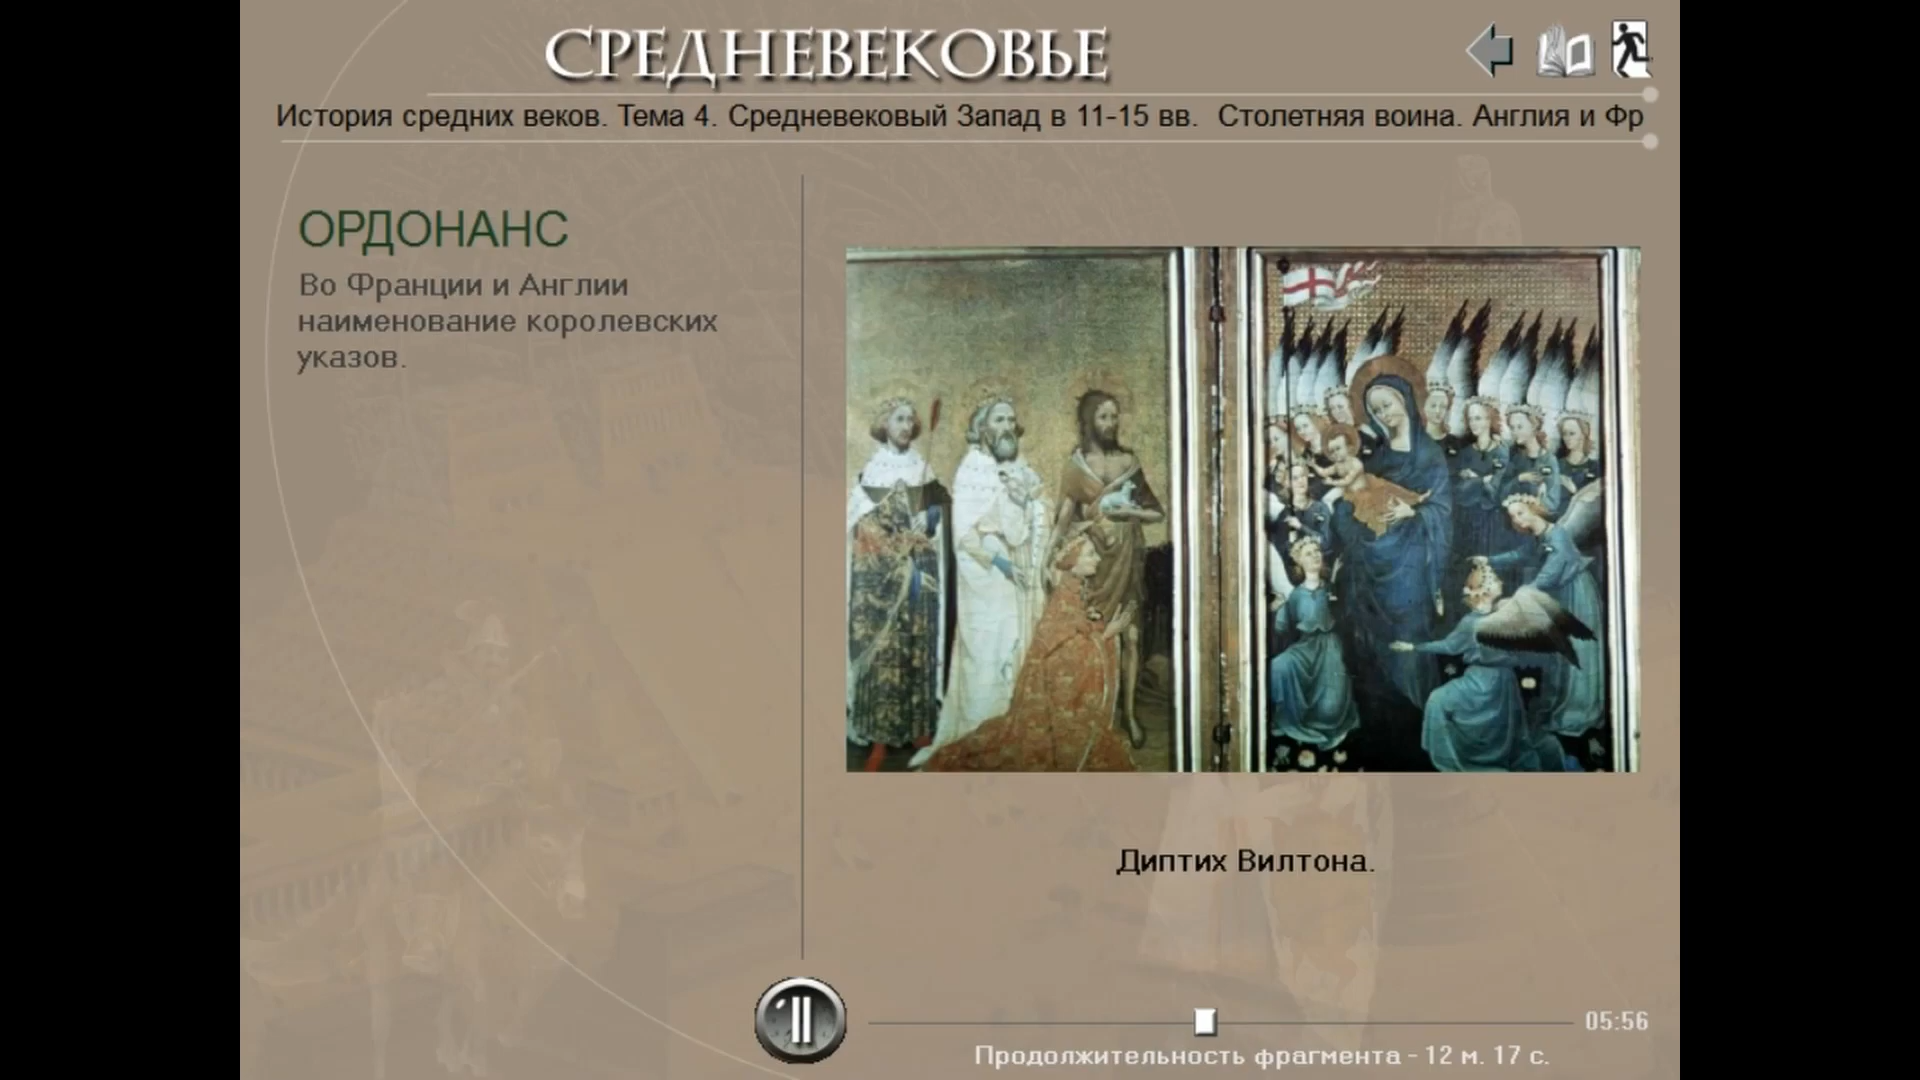 СРЕДНЕВЕКОВЬЕ
История средних веков. Тема 4. Средневековый Запад в 11-15 вв. Столетняя воина. Англия и Фр
ОРДОНАНС
Во Франции и Англии
наименование королевских
указов.
Диптих Вилтона.
05:56
Продолжительность фрагмента - 12 м. 17 с.